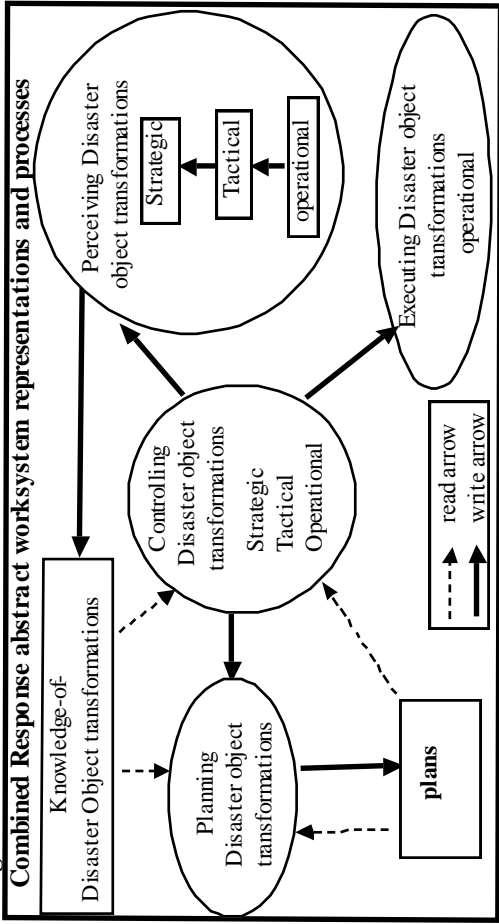 Combined Response abstract worksystem representations and processes
Knowledge-of-
Disaster Object transformations
Perceiving Disaster
object transformations
Strategic
Tactical
operational
Controlling
Disaster object
transformations
Strategic
Tactical
Operational
Planning
Disaster object
transformations
Executing Disaster object
transformations
operational
plans
read arrow
write arrow